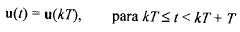 u(t) = u(kT),    para kT ≤ t < kT + T